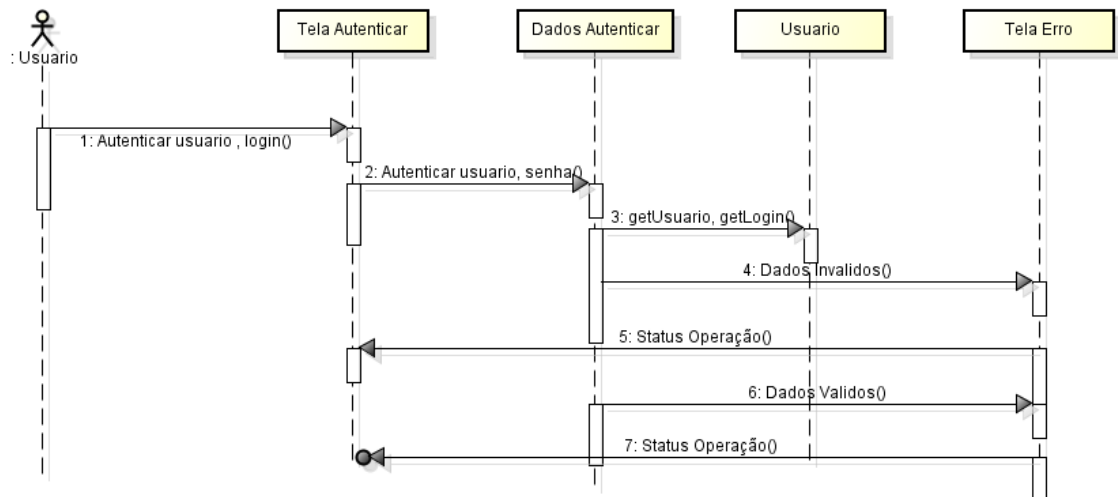 Tela Autenticar
Dados Autenticar
Usuario
Tela Erro
: Usuario
1: Autenticar usuario , login()
2: Autenticar usuario, senha()
3: getUsuario, getLogin()
4: Dados Invalidos()
5: Status Operação()
6: Dados Validos()
7: Status Operação()